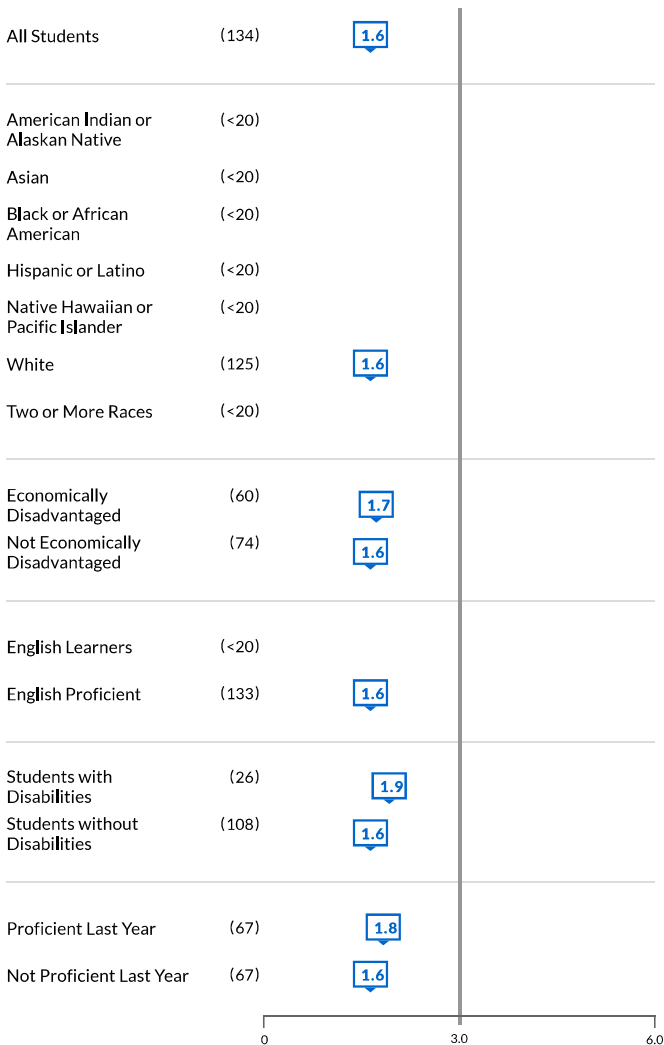 All Students (134) 1.6
American Indian or (<20)
Alaskan Native
Asian (<20)
Black or African (<20)
American
Hispanic or Latino (<20)
Native Hawaiian or (<20)
Pacific Islander
White (125) 1.6
Two or More Races (<20)
Economically (60) 1.7
Disadvantaged
Not Economically (74) 1.6
Disadvantaged
English Learners (<20)
English Proficient (133) 1.6
Students with (26) 1.9
Disabilities
Students without (108) 1.6
Disabilities
Proficient Last Year (67) 1.8
Not Proficient Last Year (67) 1.6
0 3.0 6.0